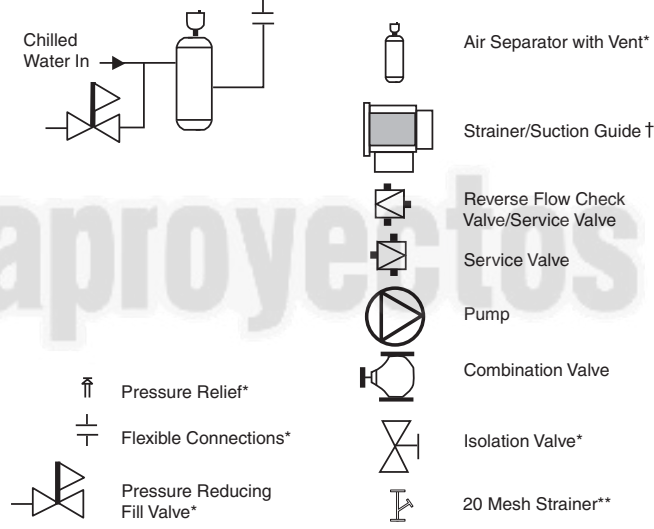 Chilled
Water In
Air Separator with Vent*
Strainer/Suction Guide †
Reverse Flow Check
Valve/Service Valve
Service Valve
Pump
Combination Valve
Isolation Valve*
20 Mesh Strainer**
Pressure Relief*
Flexible Connections*
Pressure Reducing
Fill Valve*
aproyectos